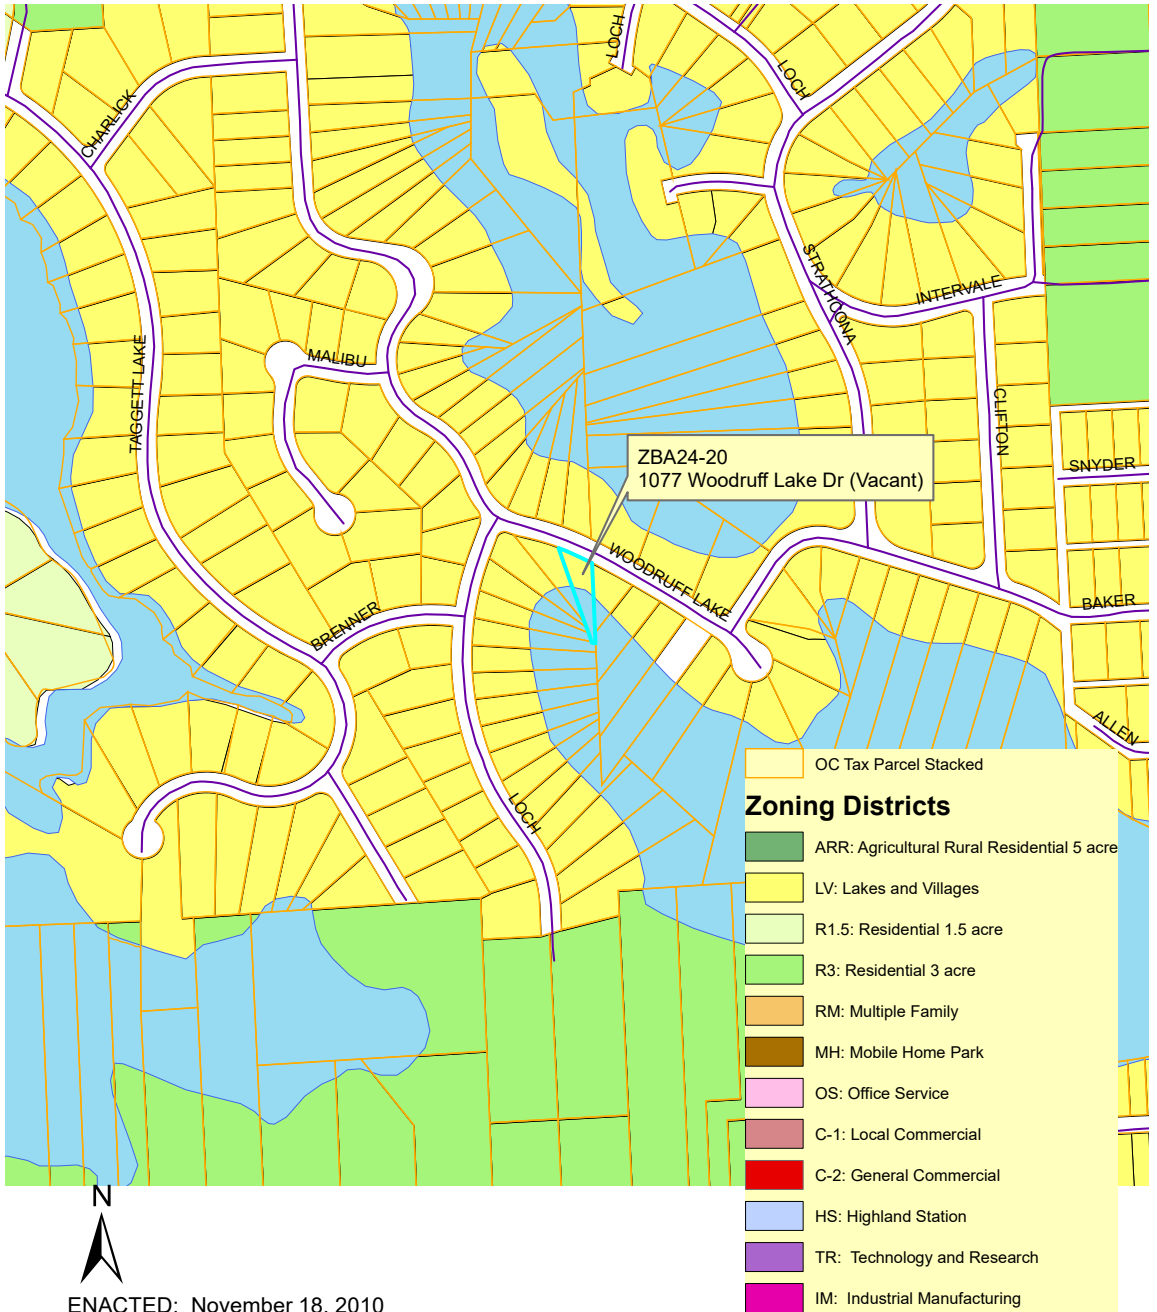 LOCH
LOCH
CHARLICK
STRATHCONA
INTERVALE
MALIBU
TAGGETT LAKE
CLIFTON
ZBA24-20
1077 Woodruff Lake Dr (Vacant)
SNYDER
WOODRUFF LAKE
BRENNER
BAKER
ALLEN
LOCH
OC Tax Parcel Stacked
Zoning Districts
ARR: Agricultural Rural Residential 5 acre
LV: Lakes and Villages
R1.5: Residential 1.5 acre
R3: Residential 3 acre
RM: Multiple Family
MH: Mobile Home Park
OS: Office Service
C-1: Local Commercial
C-2: General Commercial
HS: Highland Station
TR: Technology and Research
IM: Industrial Manufacturing
N
ENACTED: November 18, 2010